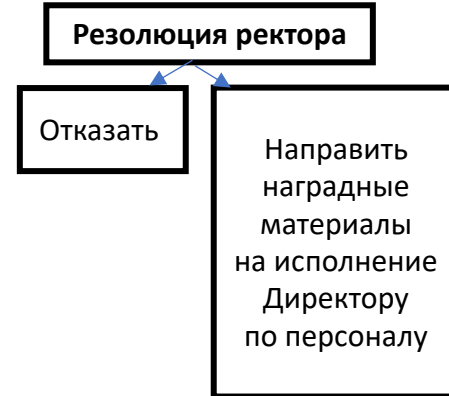 Резолюция ректора
Отказать
Направить
наградные
материалы
на исполнение
Директору
по персоналу